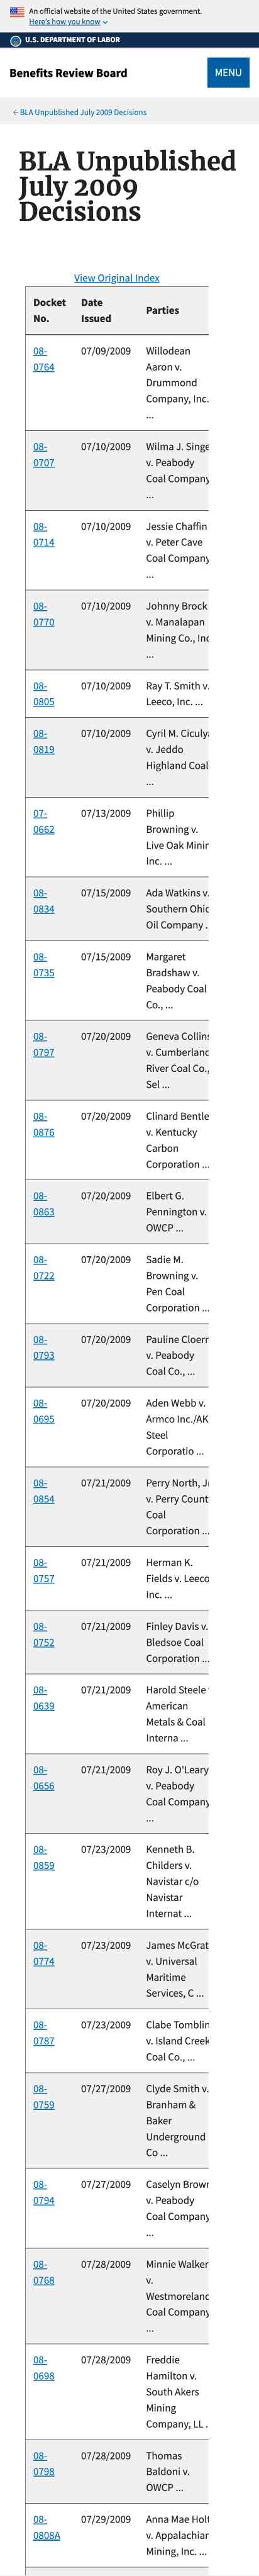 An official website of the United States government.
Here's how you know
U.S. DEPARTMENT OF LABOR
Benefits Review Board
MENU
← BLA Unpublished July 2009 Decisions
BLA Unpublished
July 2009
Decisions
View Original Index
Docket No. Date Issued Parties
08-0764 07/09/2009 Willodean
Aaron v.
Drummond
Company, Inc.
...
08-0707 07/10/2009 Wilma J. Singe
v. Peabody
Coal Company
...
08-0714 07/10/2009 Jessie Chaffin
v. Peter Cave
Coal Company
...
08-0770 07/10/2009 Johnny Brock
v. Manalapan
Mining Co., Inc
...
08-0805 07/10/2009 Ray T. Smith v.
Leeco, Inc. ...
08-0819 07/10/2009 Cyril M. Ciculya
v. Jeddo
Highland Coal
...
07-0662 07/13/2009 Phillip
Browning v.
Live Oak Minin
Inc. ...
08-0834 07/15/2009 Ada Watkins v.
Southern Ohio
Oil Company .
08-0735 07/15/2009 Margaret
Bradshaw v.
Peabody Coal
Co., ...
08-0797 07/20/2009 Geneva Collins
v. Cumberland
River Coal Co.,
Sel ...
08-0876 07/20/2009 Clinard Bentle
v. Kentucky
Carbon
Corporation ...
08-0863 07/20/2009 Elbert G.
Pennington v.
OWCP ...
08-0722 07/20/2009 Sadie M.
Browning v.
Pen Coal
Corporation ...
08-0793 07/20/2009 Pauline Cloern
v. Peabody
Coal Co., ...
08-0695 07/20/2009 Aden Webb v.
Armco Inc./AK
Steel
Corporatio ...
08-0854 07/21/2009 Perry North, J
v. Perry Count
Coal
Corporation ...
08-0757 07/21/2009 Herman K.
Fields v. Leeco
Inc. ...
08-0752 07/21/2009 Finley Davis v.
Bledsoe Coal
Corporation ...
08-0639 07/21/2009 Harold Steele
American
Metals & Coal
Interna ...
08-0656 07/21/2009 Roy J. O'Leary
v. Peabody
Coal Company
...
08-0859 07/23/2009 Kenneth B.
Childers v.
Navistar c/o
Navistar
Internat ...
08-0774 07/23/2009 James McGrat
v. Universal
Maritime
Services, C ...
08-0787 07/23/2009 Clabe Tomblin
v. Island Creek
Coal Co., ...
08-0759 07/27/2009 Clyde Smith v.
Branham &
Baker
Underground
Co ...
08-0794 07/27/2009 Caselyn Brown
v. Peabody
Coal Company
...
08-0768 07/28/2009 Minnie Walker
v.
Westmoreland
Coal Company
...
08-0698 07/28/2009 Freddie
Hamilton v.
South Akers
Mining
Company, LL .
08-0798 07/28/2009 Thomas
Baldoni v.
OWCP ...
08-0808A 07/29/2009 Anna Mae Holt
v. Appalachian
Mining, Inc. ...